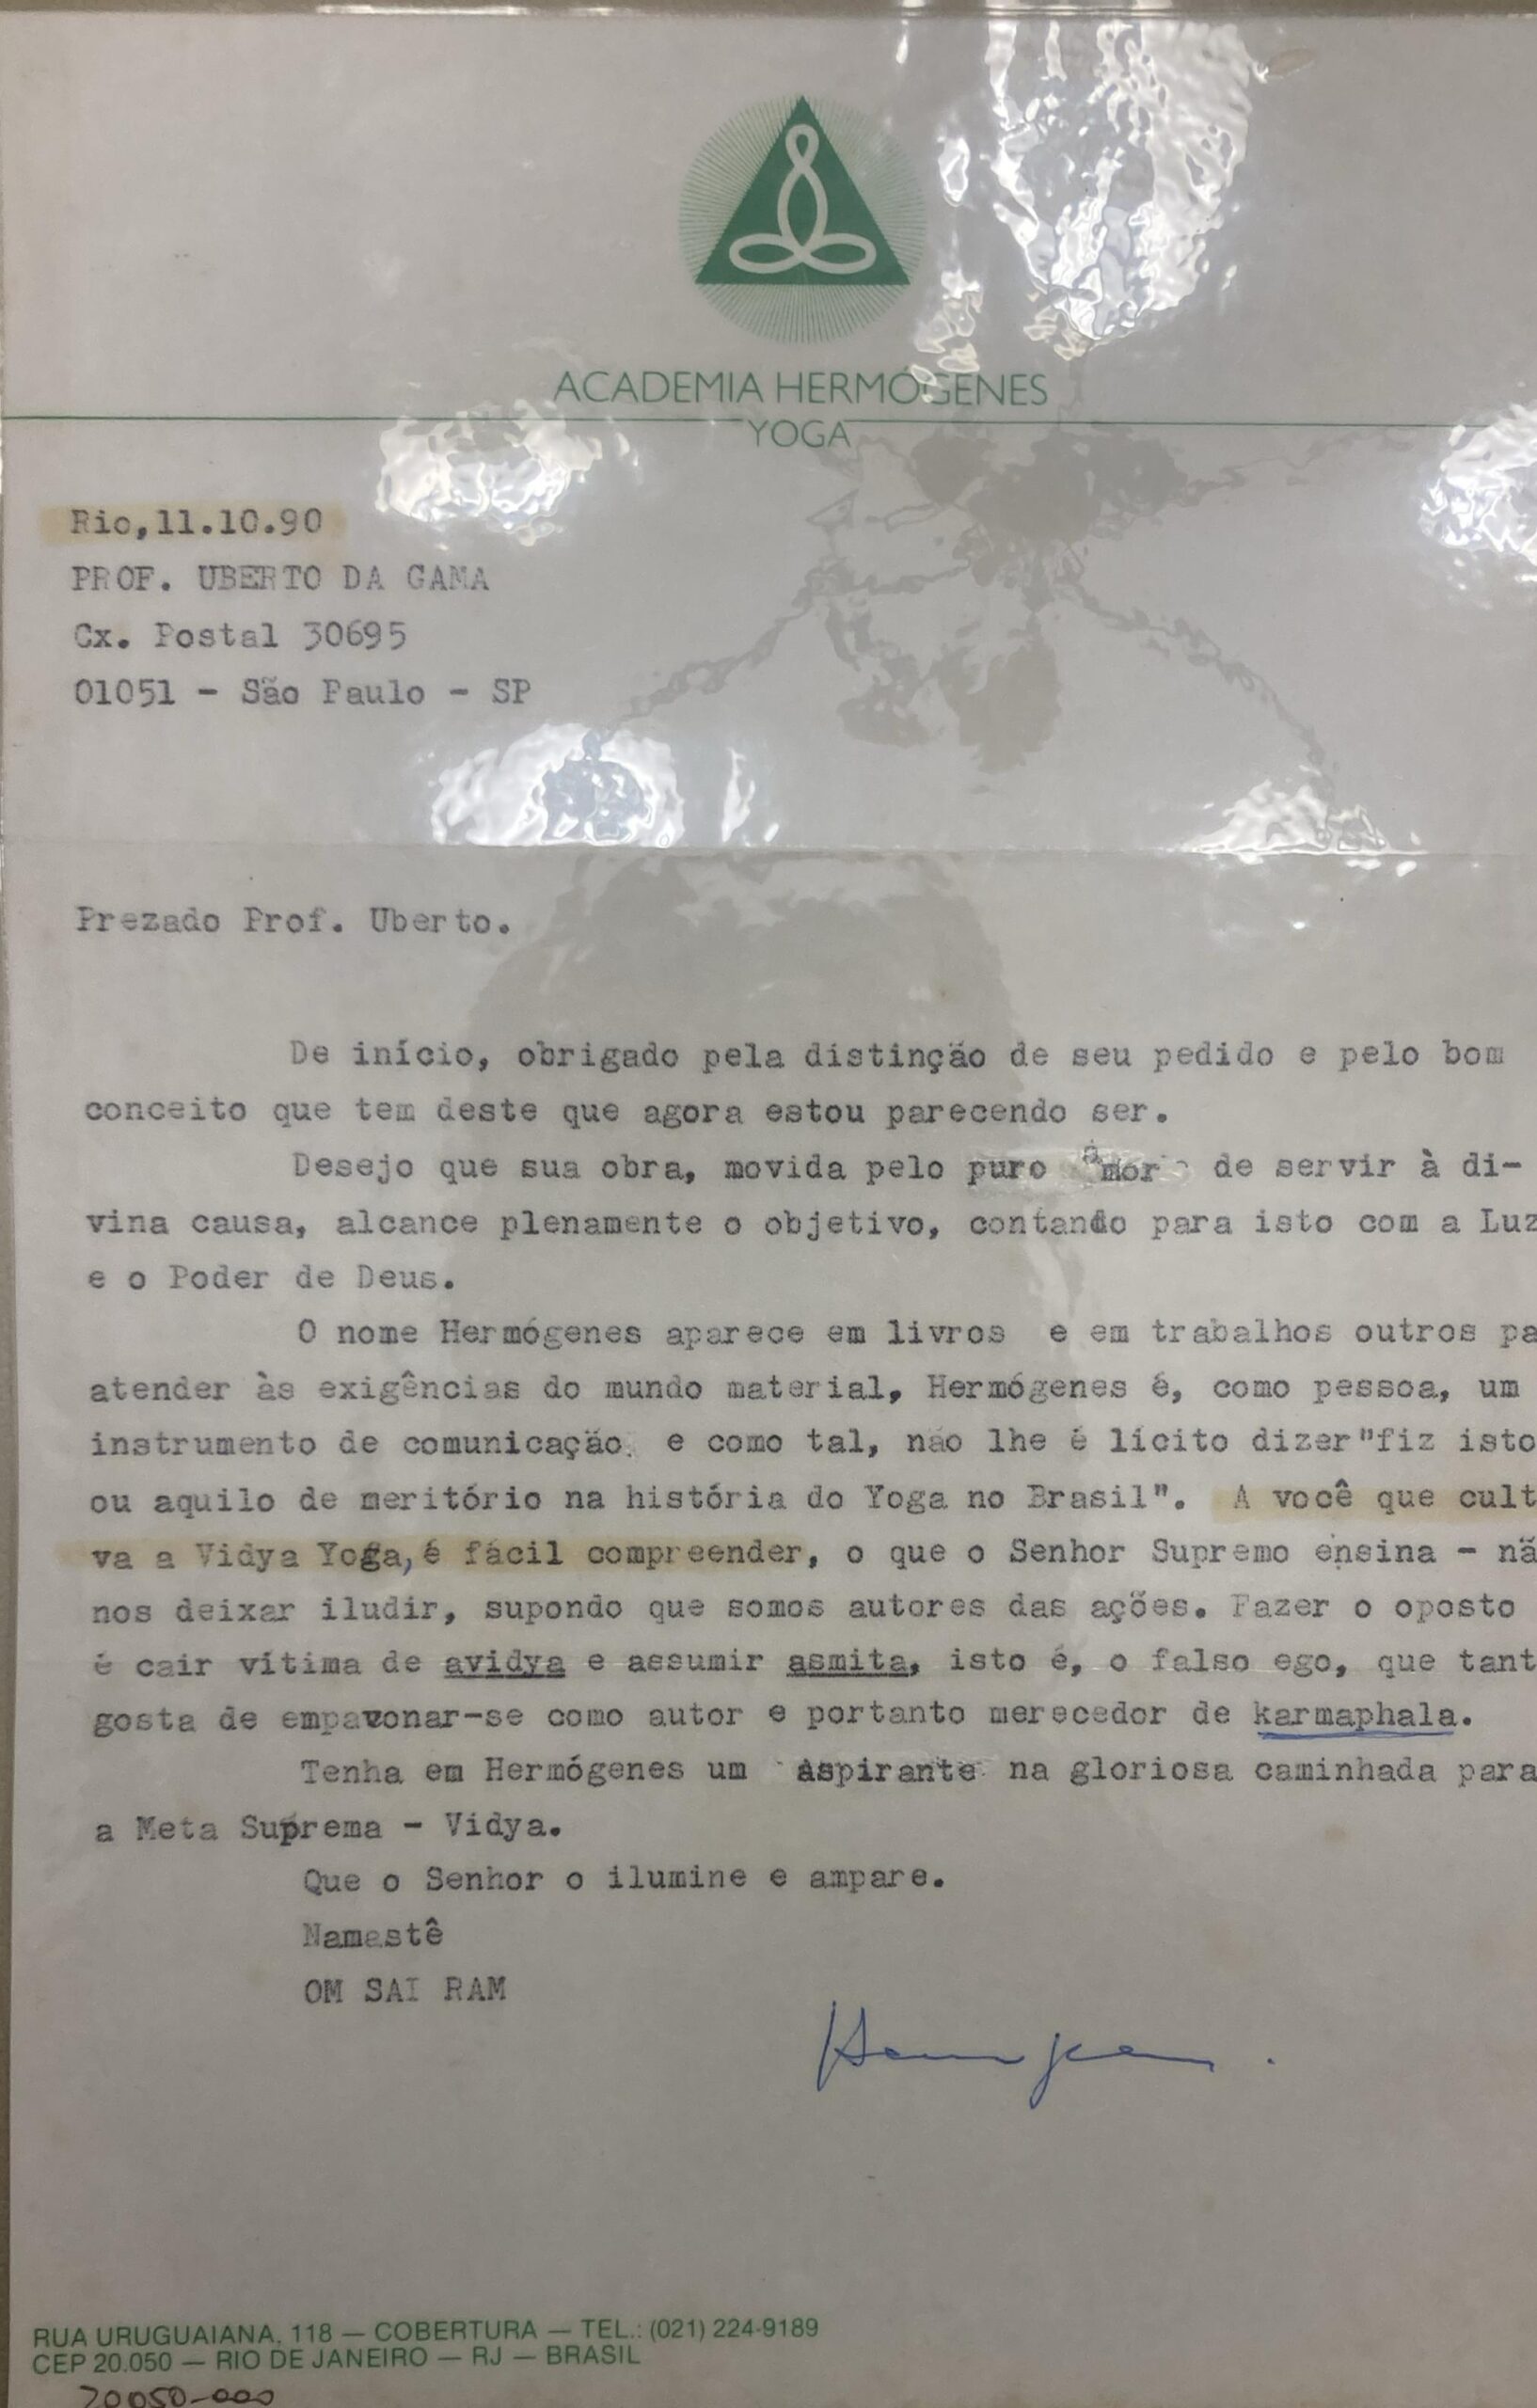 ACADEMIA HERMÓGENES
YOGA
Rio,11.10.90
PROF. UBERTO DA GAMA
Cx. Postal 30695
01051 - São Paulo - SP
Prezado Prof. Uberto.
De início, obrigado pela distinção de seu pedido e pelo bom
conceito que tem deste que agora estou parecendo ser.
Desejo que sua obra, movida pelo puro amor de servir à di-
vina causa, alcance plenamente o objetivo, contando para isto com a Luz
e o Poder de Deus.
O nome Hermógenes aparece em livros e em trabalhos outros pa
atender às exigências do mundo material, Hermógenes é, como pessoa, um
instrumento de comunicação e como tal, não lhe é lícito dizer"fiz isto
ou aquilo de meritório na história do Yoga no Brasil". A você que cult
va a Vidya Yoga, é fácil compreender, o que o Senhor Supremo ensina - nã
nos deixar iludir, supondo que somos autores das ações. Fazer o oposto
é cair vítima de avidya e assumir asmita, isto é, o falso ego, que tant
gosta de empavonar-se como autor e portanto merecedor de karmaphala.
Tenha em Hermógenes um aspirante na gloriosa caminhada para
a Meta Suprema - Vidya.
Que o Senhor o ilumine e ampare.
Namastê
OM SAI RAM
RUA URUGUAIANA, 118 — COBERTURA — TEL.: (021) 224-9189
CEP 20.050 — RIO DE JANEIRO — RJ — BRASIL
20050-000